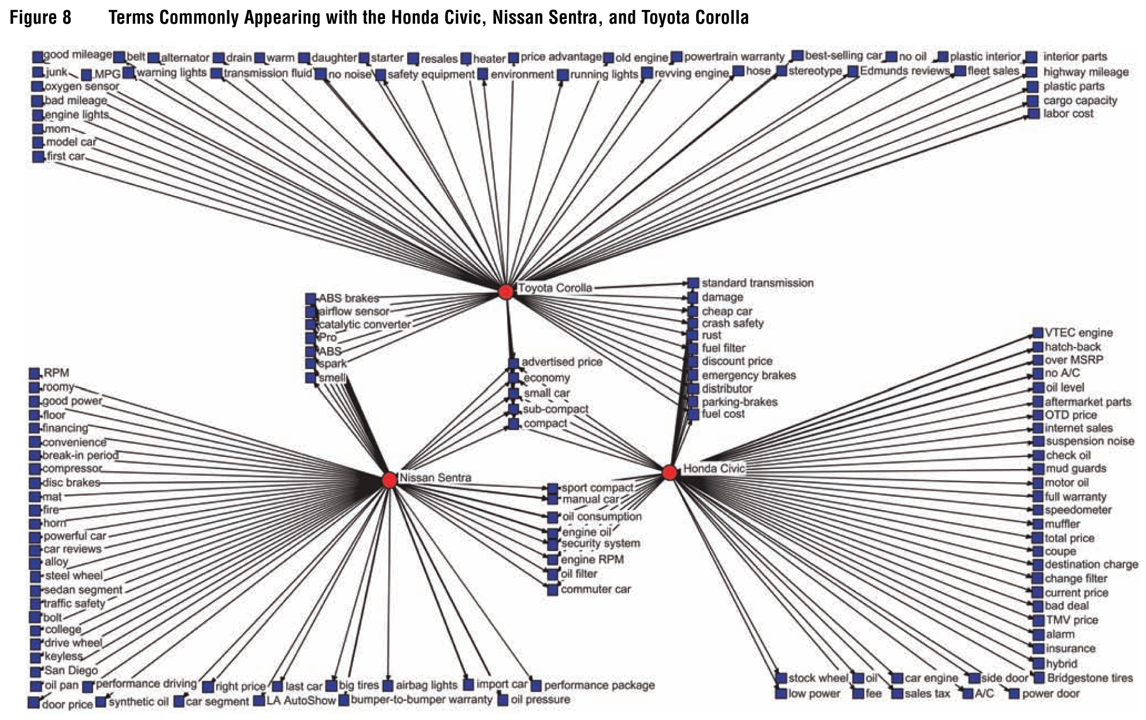 Figure 8 Terms Commonly Appearing with the Honda Civic, Nissan Sentra, and Toyota Corolla
good mileage belt alternator drain warm daughter starter resales heater price advantage old engine powertrain warranty best-selling car no oil plastic interior interior parts
junk MPG warning lights transmission fluid no noise safety equipment environment running lights revving engine hose stereotype Edmunds reviews fleet sales highway mileage
oxygen sensor plastic parts
bad mileage cargo capacity
engine lights labor cost
mom
model car
first car
Toyota Corolla
standard transmission
damage
cheap car
crash safety
rust
fuel filter
discount price
emergency brakes
distributor
parking-brakes
fuel cost
ABS brakes
airflow sensor
catalytic converter
Pro
ABS
spark
smell
advertised price
economy
small car
sub-compact
compact
Nissan Sentra
Honda Civic
sport compact
manual car
oil consumption
engine oil
security system
engine RPM
oil filter
commuter car
RPM
roomy
good power
floor
financing
convenience
break-in period
compressor
disc brakes
mat
fire
horn
powerful car
car reviews
alloy
steel wheel
sedan segment
traffic safety
bolt
college
drive wheel
keyless
San Diego
oil pan performance driving right price last car big tires airbag lights import car performance package
door price synthetic oil car segment LA AutoShow bumper-to-bumper warranty oil pressure
VTEC engine
hatch-back
over MSRP
no A/C
oil level
aftermarket parts
OTD price
internet sales
suspension noise
check oil
mud guards
motor oil
full warranty
speedometer
muffler
total price
coupe
destination charge
change filter
current price
bad deal
TMV price
alarm
insurance
hybrid
stock wheel oil car engine side door Bridgestone tires
low power fee sales tax A/C power door